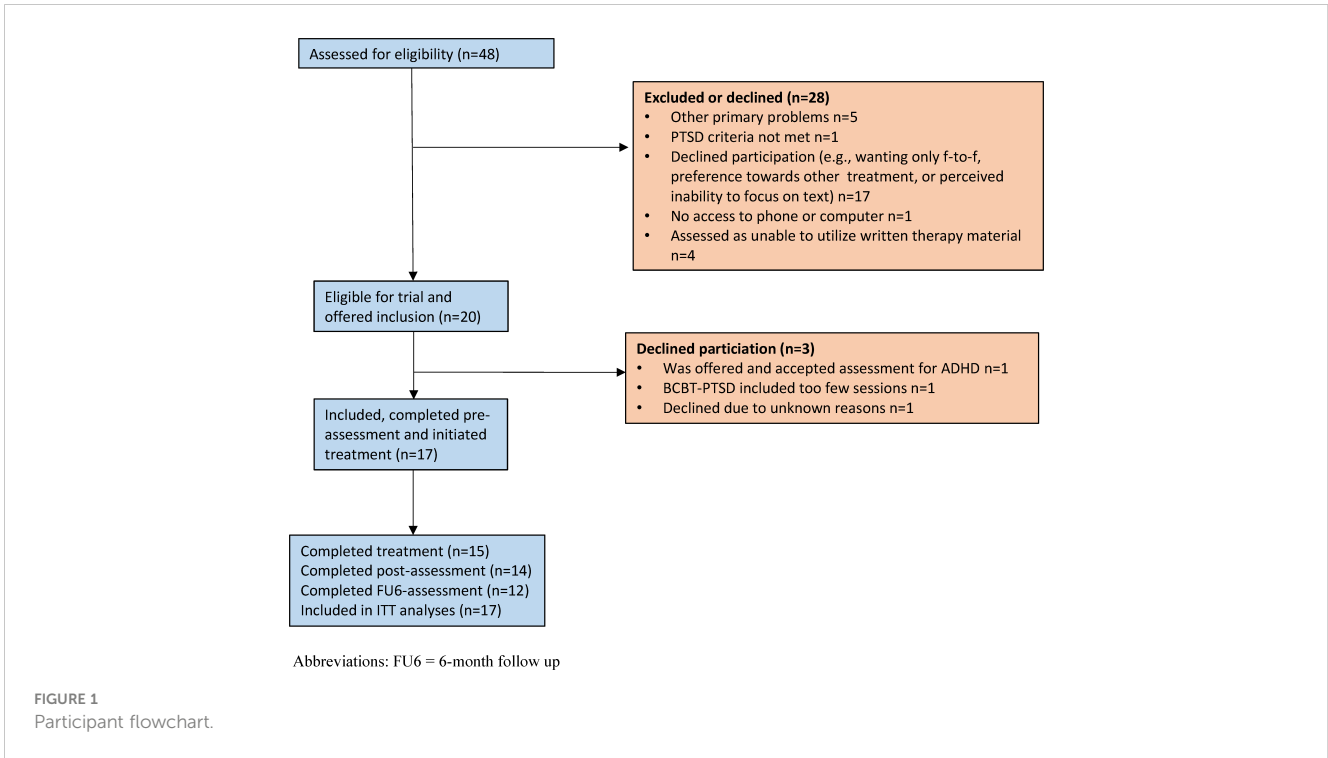 Assessed for eligibility (n=48)
Excluded or declined (n=28)
• Other primary problems n=5
• PTSD criteria not met n=1
• Declined participation (e.g., wanting only f-to-f,
preference towards other treatment, or perceived
inability to focus on text) n=17
• No access to phone or computer n=1
• Assessed as unable to utilize written therapy material
n=4
Eligible for trial and
offered inclusion (n=20)
Declined particiation (n=3)
• Was offered and accepted assessment for ADHD n=1
• BCBT-PTSD included too few sessions n=1
• Declined due to unknown reasons n=1
Included, completed pre-
assessment and initiated
treatment (n=17)
Completed treatment (n=15)
Completed post-assessment (n=14)
Completed FU6-assessment (n=12)
Included in ITT analyses (n=17)
Abbreviations: FU6 = 6-month follow up
FIGURE 1
Participant flowchart.